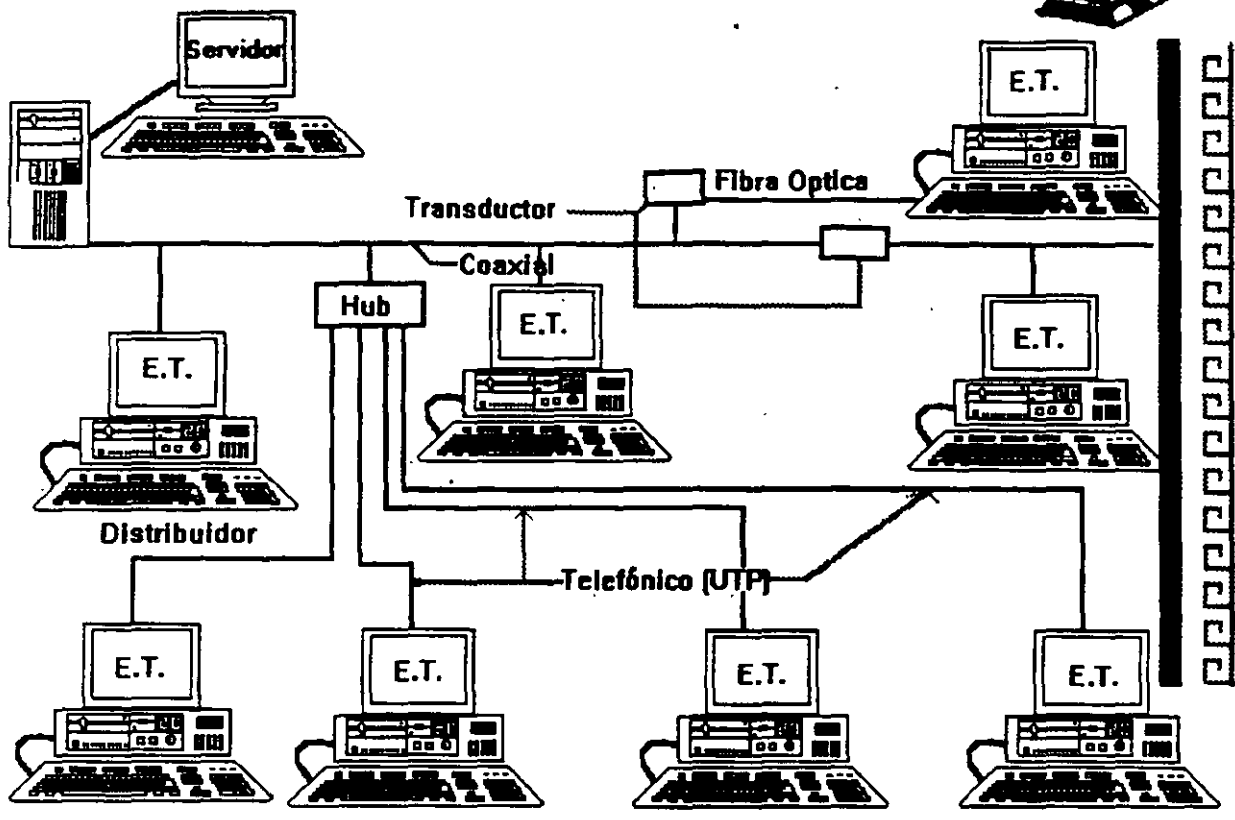 Servidor
E.T.
Fibra Optica
Transductor
Coaxial
Hub
E.T.
E.T.
E.T.
Distribuidor
Telefónico (UTP)
E.T.
E.T.
E.T.
E.T.